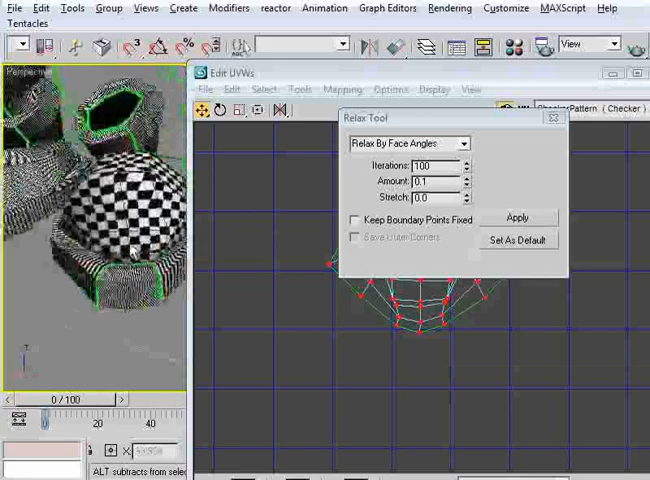 File Edit Tools Group Views Create Modifiers reactor Animation Graph Editors Rendering Customize MAXScript Help
Tentacles
View
Perspective
Edit UVWs
File Edit Select Tools Mapping Options Display View
CheckerPattern ( Checker )
Relax Tool
Relax By Face Angles
Iterations: 100
Amount: 0.1
Stretch: 0.0
Keep Boundary Points Fixed
Apply
Save Outer Corners
Set As Default
0 / 100
0 20 40
X:
ALT subtracts from selec